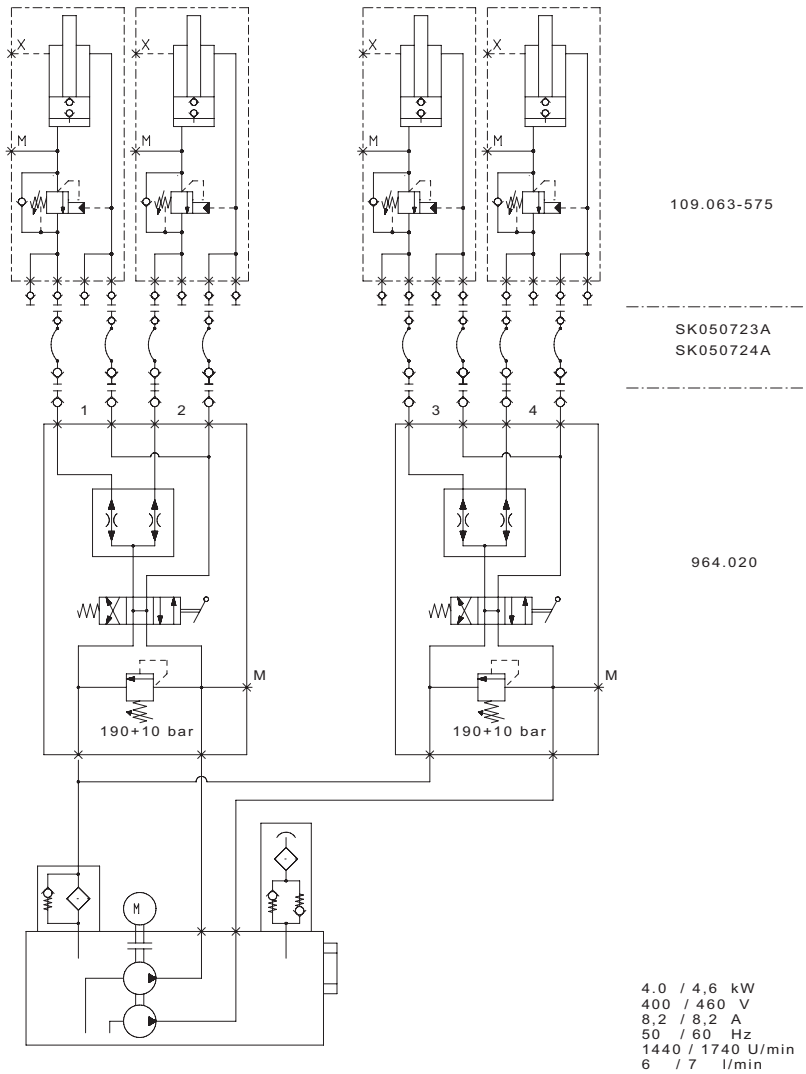 X
X
X
X
M
M
M
M
109.063-575
SK050723A
SK050724A
1
2
3
4
964.020
M
M
190+10 bar
190+10 bar
M
4.0 / 4,6 kW
400 / 460 V
8,2 / 8,2 A
50 / 60 Hz
1440 / 1740 U/min
6 / 7 l/min